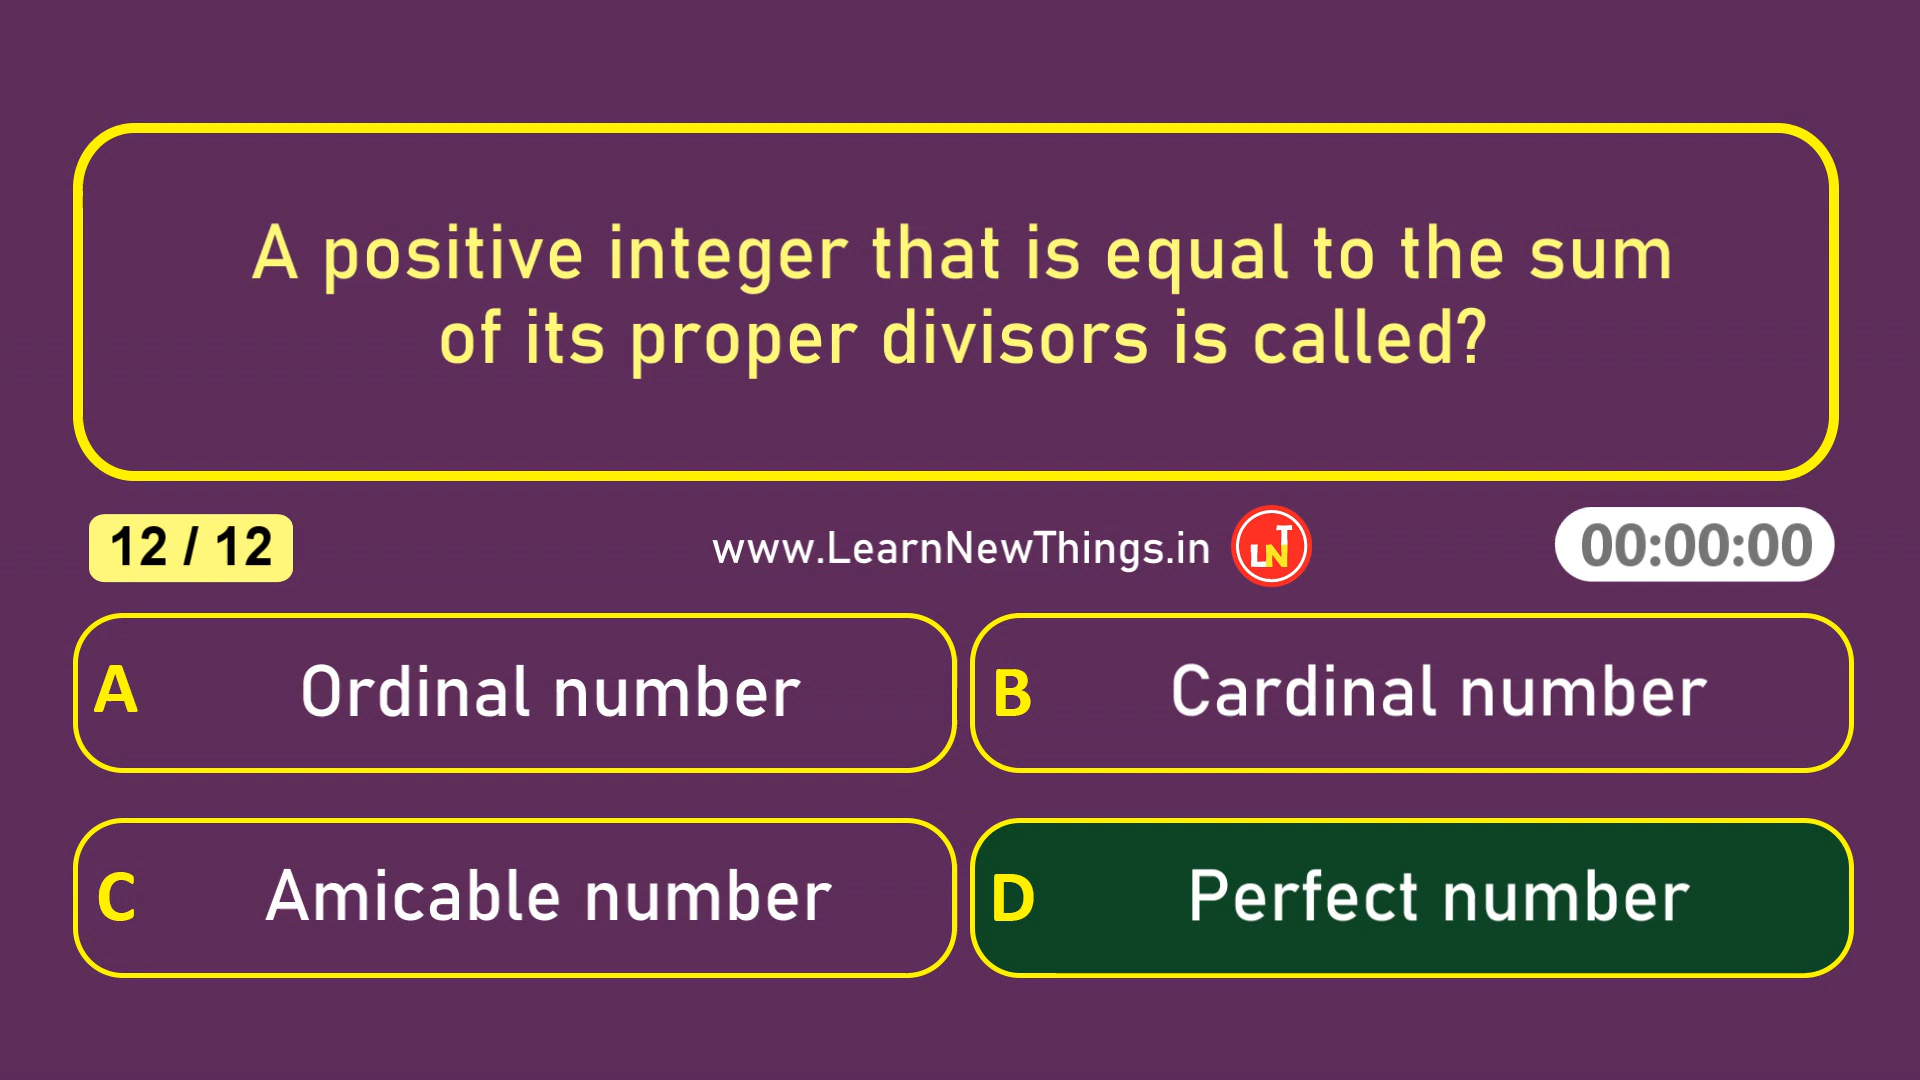 A positive integer that is equal to the sum
of its proper divisors is called?
12 / 12
www.LearnNewThings.in
LNT
00:00:00
A Ordinal number
B Cardinal number
C Amicable number
D Perfect number